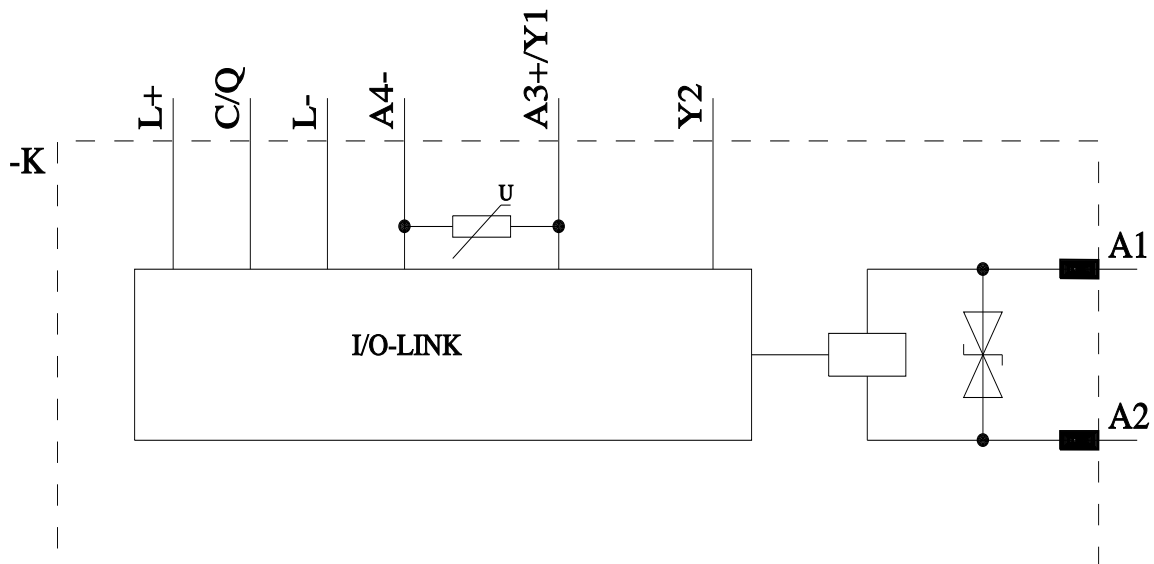 L+
C/Q
L-
A4-
A3+/Y1
Y2
-K
U
A1
I/O-LINK
A2